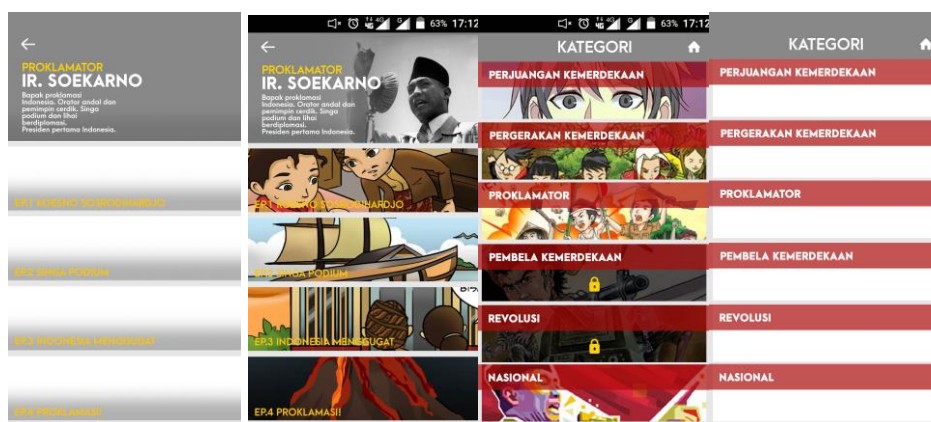 PROKLAMATOR
IR. SOEKARNO
Bapak proklamasi
Indonesia. Orator andal dan
pemimpin cerdik. Singa
podium dan lihai
berdiplomasi.
Presiden pertama Indonesia.
EP.1 KOESNO SOSRODIHARDJO
EP.2 SINGA PODIUM
EP.3 INDONESIA MENGGUGAT
EP.4 PROKLAMASI!
4G G 63% 17:12
PROKLAMATOR
IR. SOEKARNO
Bapak proklamasi
Indonesia. Orator andal dan
pemimpin cerdik. Singa
podium dan lihai
berdiplomasi.
Presiden pertama Indonesia.
EP.1 KOESNO SOSRODIHARDJO
EP.2 SINGA PODIUM
EP.3 INDONESIA MENGGUGAT
EP.4 PROKLAMASI!
4G G 63% 17:12
KATEGORI
PERJUANGAN KEMERDEKAAN
PERGERAKAN KEMERDEKAAN
PROKLAMATOR
PEMBELA KEMERDEKAAN
REVOLUSI
NASIONAL
KATEGORI
PERJUANGAN KEMERDEKAAN
PERGERAKAN KEMERDEKAAN
PROKLAMATOR
PEMBELA KEMERDEKAAN
REVOLUSI
NASIONAL